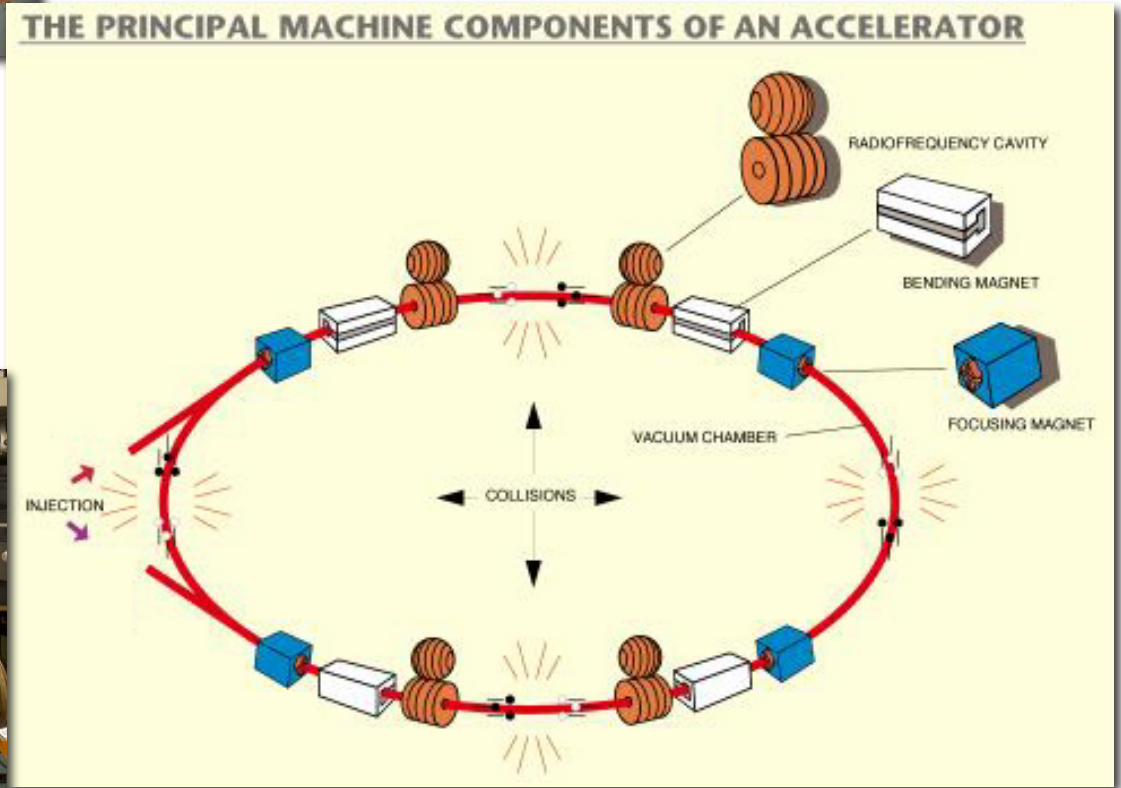 THE PRINCIPAL MACHINE COMPONENTS OF AN ACCELERATOR
RADIOFREQUENCY CAVITY
BENDING MAGNET
FOCUSING MAGNET
VACUUM CHAMBER
COLLISIONS
INJECTION